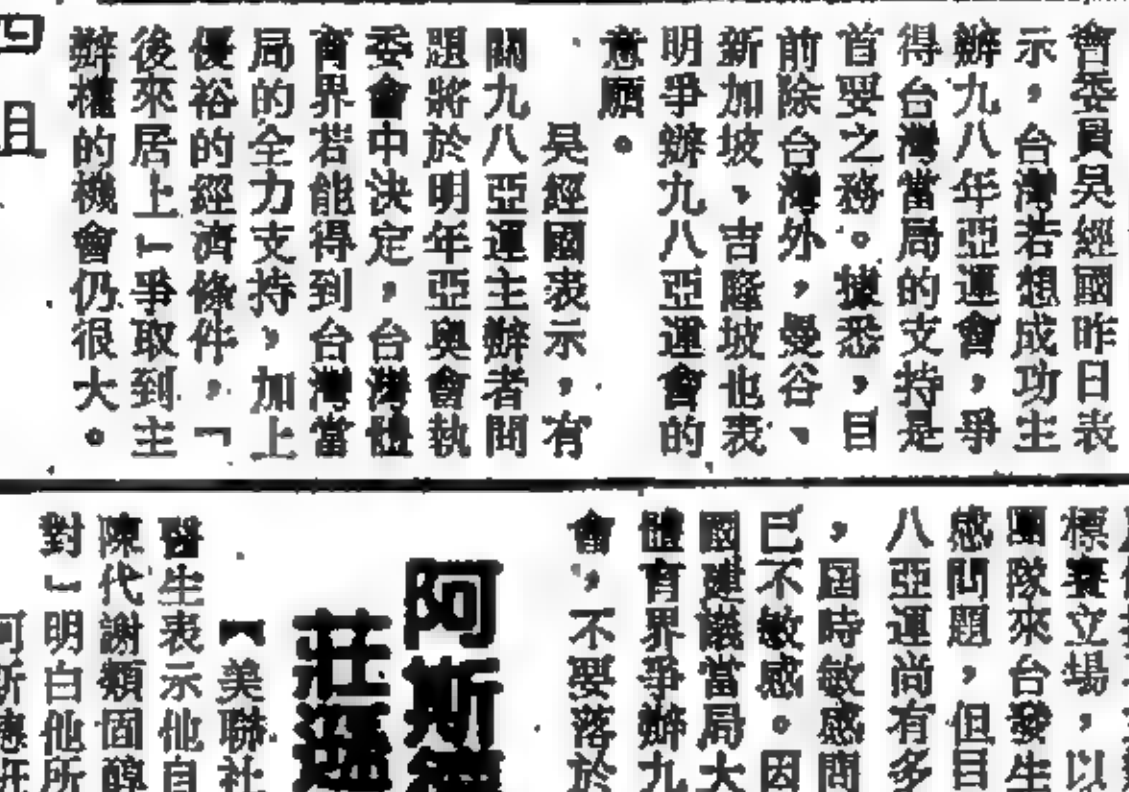 會委員吳經國昨日表
示，台灣若想成功主
辦九八年亞運會，爭
得台灣當局的支持是
首要之務。據悉，目
前除台灣外，曼谷、
新加坡、吉隆坡也表
明爭辦九八亞運會的
意願。
吳經國表示，有
關九八亞運主辦者問
題將於明年亞奧會執
委會中決定，台灣體
育界若能得到台灣當
局的全力支持，加上
優裕的經濟條件，「
後來居上」爭取到主
辦權的機會仍很大。
四組
標賽立場，以
團隊來台發生
感問題，但目
八亞運尚有多
，屆時敏感問
已不敏感。因
國建議當局大
體育界爭辦九
會，不要落於
阿斯德
莊溫
【美聯社
醫生表示他自
陳代謝類固醇
對」明白他所
阿斯德旺